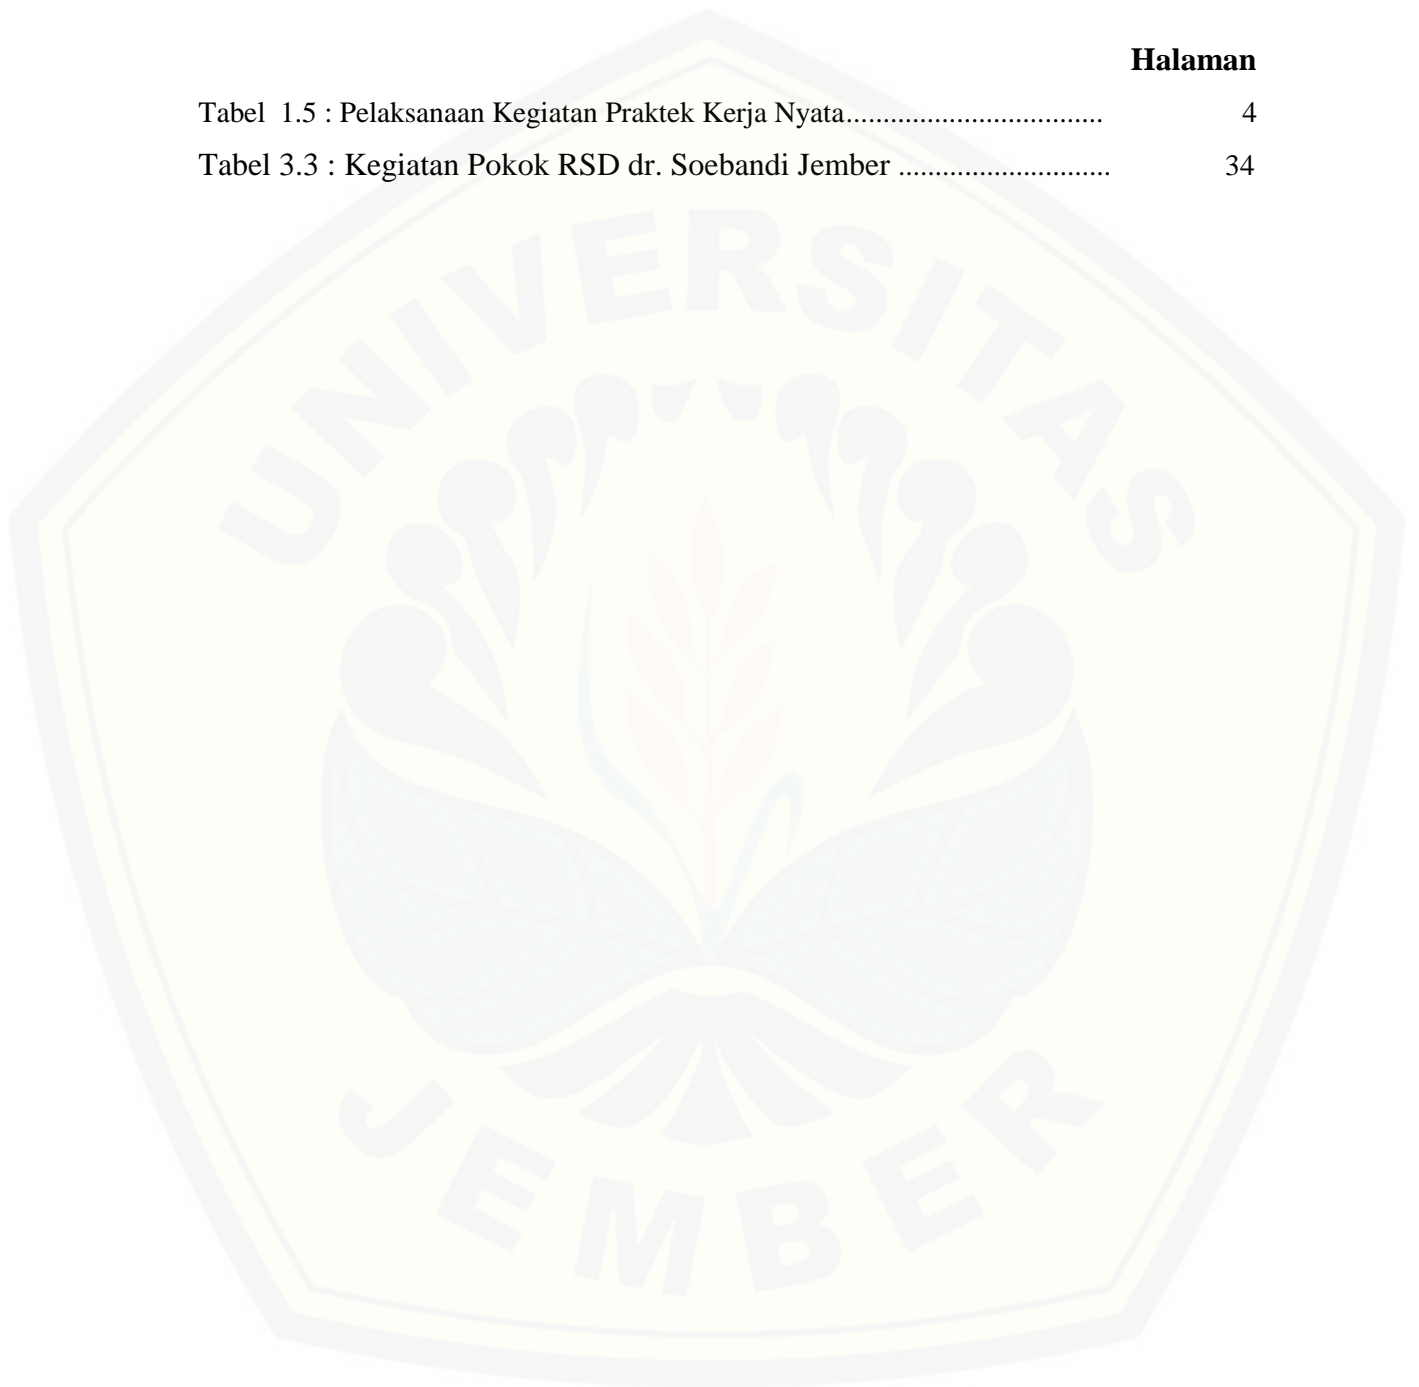 Halaman
Tabel  1.5 : Pelaksanaan Kegiatan Praktek Kerja Nyata.................................. 4
Tabel 3.3 : Kegiatan Pokok RSD dr. Soebandi Jember ............................ 34
UNIVERSITAS
JEMBER